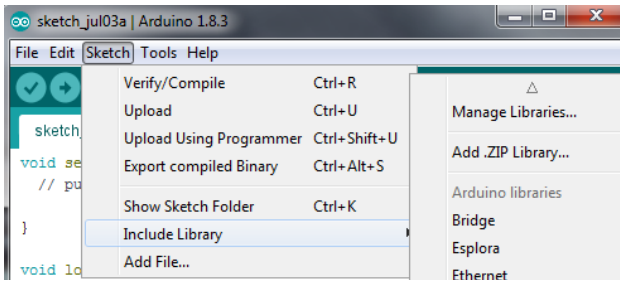 sketch_jul03a | Arduino 1.8.3
File Edit Sketch Tools Help
Verify/Compile Ctrl+R
Upload Ctrl+U
Upload Using Programmer Ctrl+Shift+U
Export compiled Binary Ctrl+Alt+S
Show Sketch Folder Ctrl+K
Include Library
Add File...
Manage Libraries...
Add .ZIP Library...
Arduino libraries
Bridge
Esplora
Ethernet
sketch_
void se
// pu
}
void lo